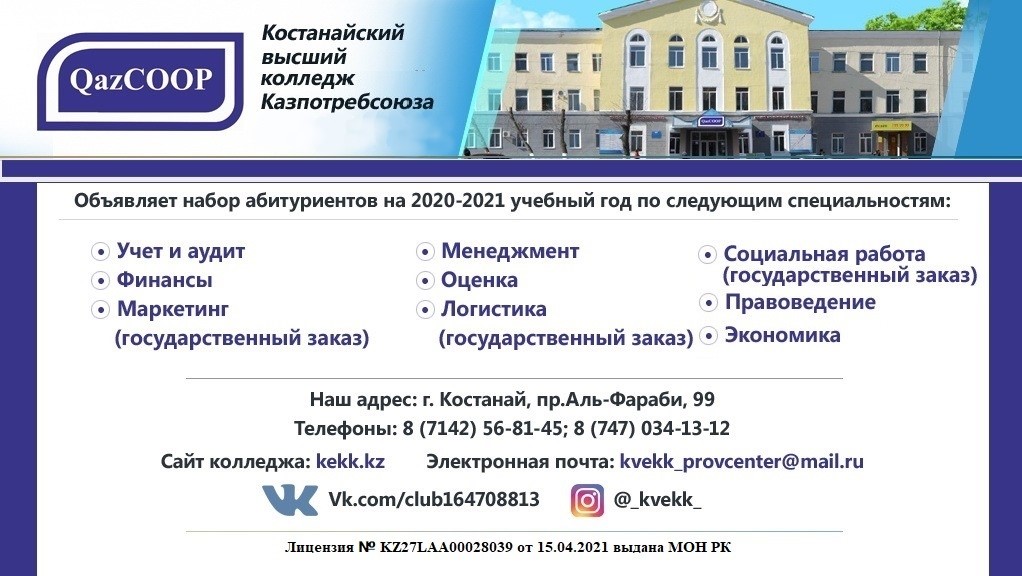 QazCOOP
Костанайский
высший
колледж
Казпотребсоюза
QazCOOP
Объявляет набор абитуриентов на 2020-2021 учебный год по следующим специальностям:
Учет и аудит
Финансы
Маркетинг
(государственный заказ)
Менеджмент
Оценка
Логистика
(государственный заказ)
Социальная работа
(государственный заказ)
Правоведение
Экономика
Наш адрес: г. Костанай, пр.Аль-Фараби, 99
Телефоны: 8 (7142) 56-81-45; 8 (747) 034-13-12
Сайт колледжа: kekk.kz Электронная почта: kvekk_provcenter@mail.ru
Vk.com/club164708813 @_kvekk_
Лицензия № KZ27LAA00028039 от 15.04.2021 выдана МОН РК